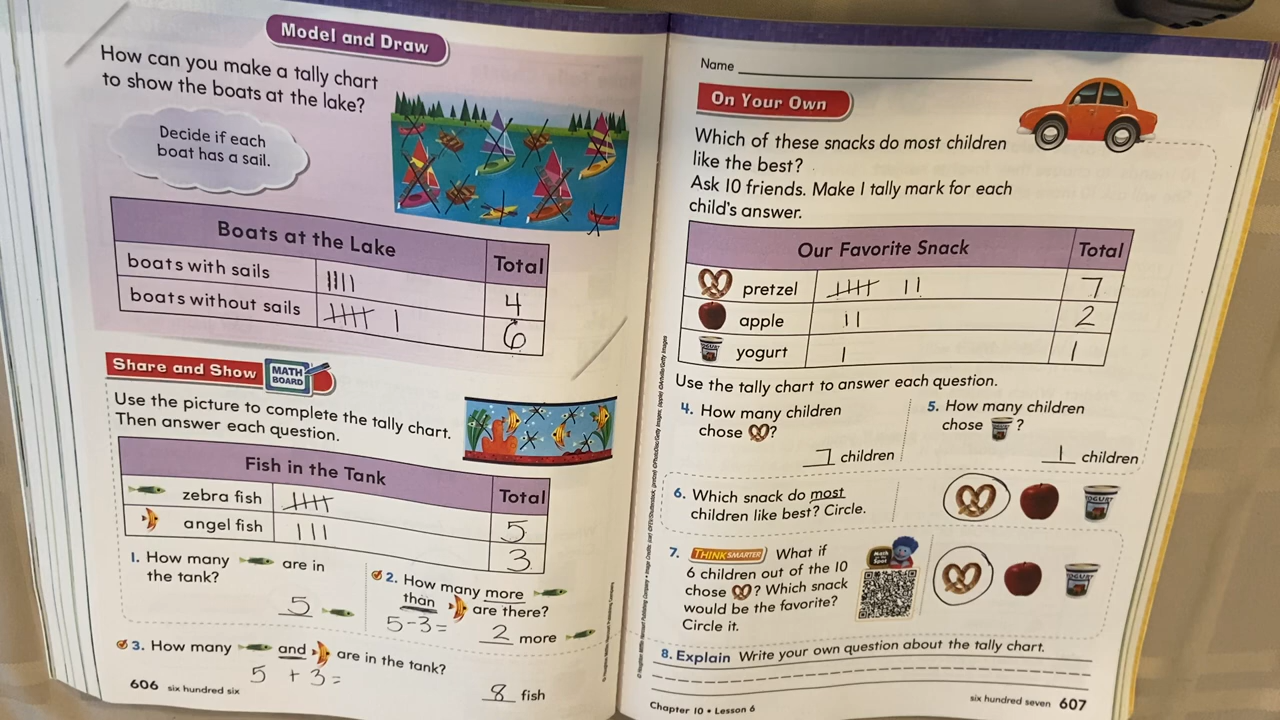 Model and Draw
How can you make a tally chart
to show the boats at the lake?
Decide if each
boat has a sail.
Boats at the Lake Total
boats with sails 4
boats without sails 6
Share and Show MATH BOARD
Use the picture to complete the tally chart.
Then answer each question.
Fish in the Tank Total
zebra fish 5
angel fish 3
1. How many are in
the tank?
5
2. How many more
than are there?
5-3=
2 more
3. How many and are in the tank?
5 + 3 =
8 fish
606 six hundred six
Name
On Your Own
Which of these snacks do most children
like the best?
Ask 10 friends. Make 1 tally mark for each
child's answer.
Our Favorite Snack Total
pretzel 7
apple 2
YOGURT yogurt 1
Use the tally chart to answer each question.
4. How many children
chose ?
7 children
5. How many children
chose ?
1 children
6. Which snack do most
children like best? Circle.
YOGURT
7. THINK SMARTER What if
6 children out of the 10
chose ? Which snack
would be the favorite?
Circle it.
Math on the Spot
YOGURT
8. Explain Write your own question about the tally chart.
Chapter 10 • Lesson 6
six hundred seven 607